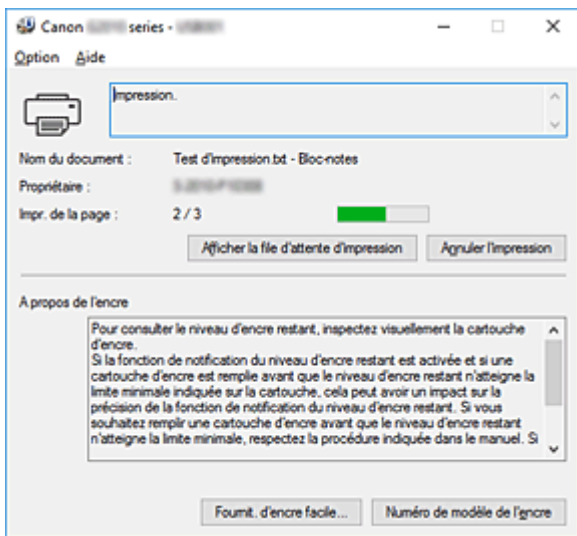 Canon series -
Option Aide
Impression.
Nom du document : Test d'impression.txt - Bloc-notes
Propriétaire :
Impr. de la page : 2 / 3
Afficher la file d'attente d'impression Annuler l'impression
A propos de l'encre
Pour consulter le niveau d'encre restant, inspectez visuellement la cartouche
d'encre.
Si la fonction de notification du niveau d'encre restant est activée et si une
cartouche d'encre est remplie avant que le niveau d'encre restant n'atteigne la
limite minimale indiquée sur la cartouche, cela peut avoir un impact sur la
précision de la fonction de notification du niveau d'encre restant. Si vous
souhaitez remplir une cartouche d'encre avant que le niveau d'encre restant
n'atteigne la limite minimale, respectez la procédure indiquée dans le manuel. Si
Fournit. d'encre facile... Numéro de modèle de l'encre